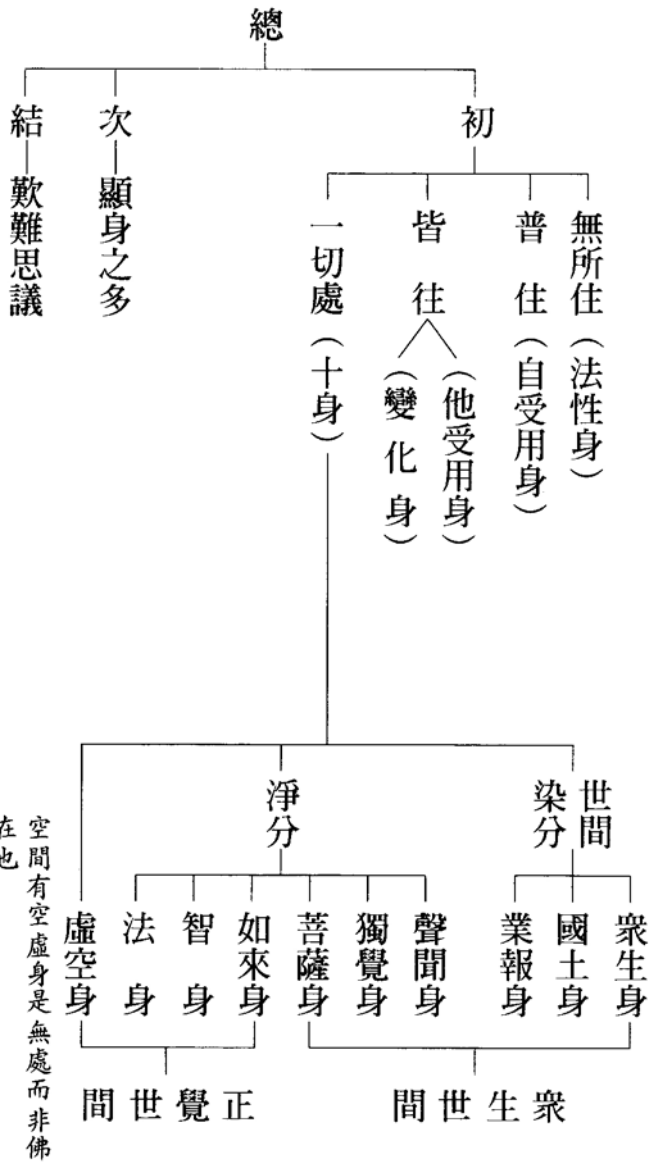 總
初
無所住（法性身）
普住（自受用身）
皆往
（他受用身）
（變化身）
一切處（十身）
世間
染分
衆生身
國土身
業報身
淨分
聲聞身
獨覺身
菩薩身
如來身
智身
法身
虛空身
衆生世間
正覺世間
空間有空虛身是無處而非佛
在也
次—顯身之多
結—歎難思議